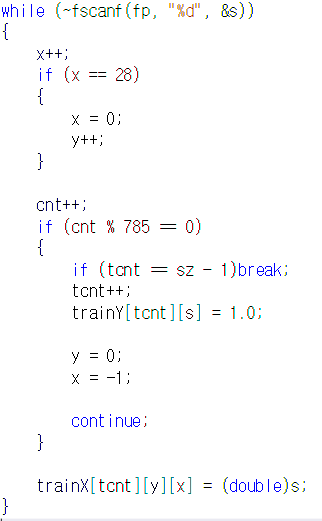 while (~fscanf(fp, "%d", &s))
{
    x++;
    if (x == 28)
    {
        x = 0;
        y++;
    }

    cnt++;
    if (cnt % 785 == 0)
    {
        if (tcnt == sz - 1)break;
        tcnt++;
        trainY[tcnt][s] = 1.0;

        y = 0;
        x = -1;

        continue;
    }

    trainX[tcnt][y][x] = (double)s;
}